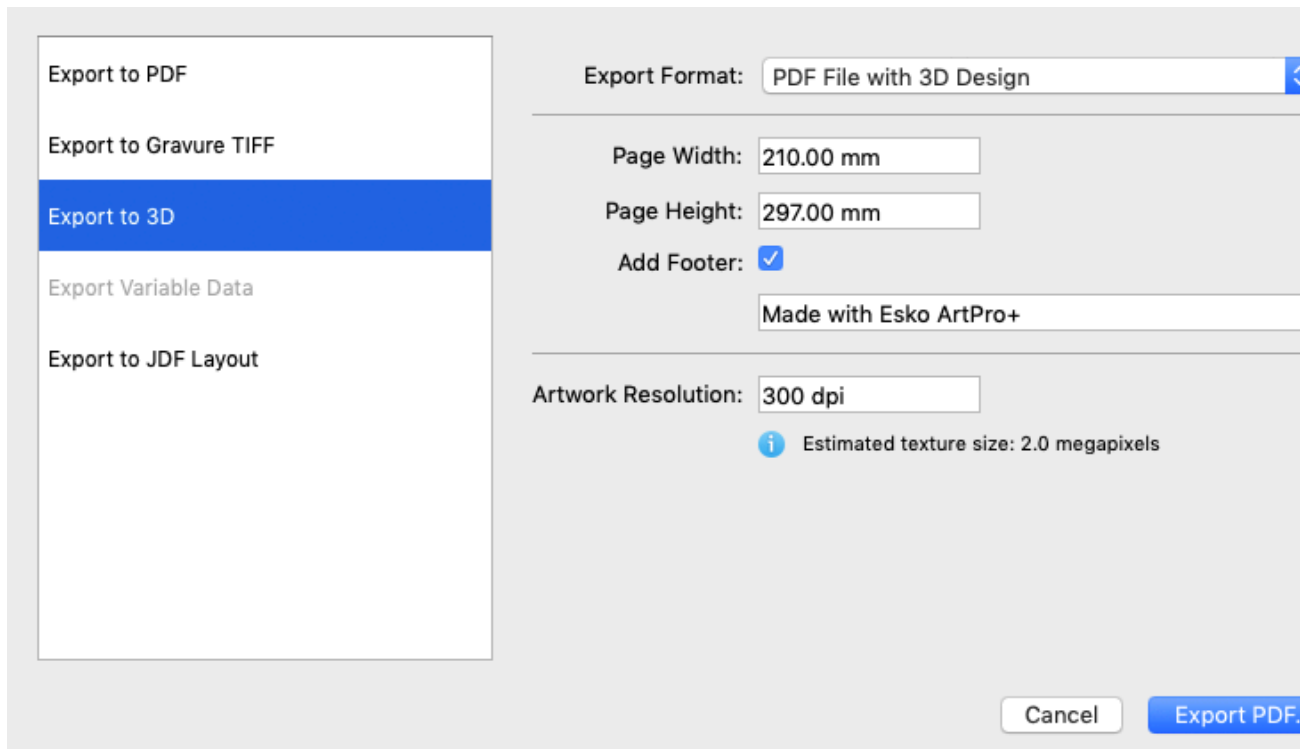 Export to PDF
Export to Gravure TIFF
Export to 3D
Export Variable Data
Export to JDF Layout
Export Format: PDF File with 3D Design
Page Width: 210.00 mm
Page Height: 297.00 mm
Add Footer:
Made with Esko ArtPro+
Artwork Resolution: 300 dpi
Estimated texture size: 2.0 megapixels
Cancel Export PDF.